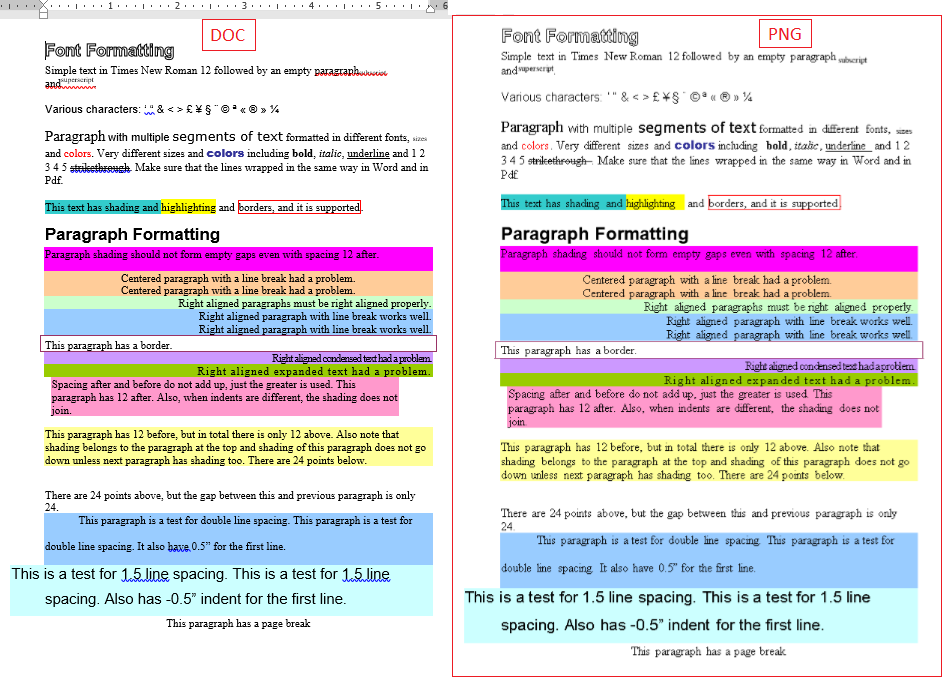 1 2 3 4 5 6
DOC
Font Formatting
Simple text in Times New Roman 12 followed by an empty paragraph subscript
and superscript.
Various characters: ‘ “ & < > £ ¥ § ¨ © ª « ® » ¼
Paragraph with multiple segments of text formatted in different fonts, sizes
and colors. Very different sizes and colors including bold, italic, underline and 1 2
3 4 5 strikethrough. Make sure that the lines wrapped in the same way in Word and in
Pdf.
This text has shading and highlighting and borders, and it is supported.
Paragraph Formatting
Paragraph shading should not form empty gaps even with spacing 12 after.
Centered paragraph with a line break had a problem.
Centered paragraph with a line break had a problem.
Right aligned paragraphs must be right aligned properly.
Right aligned paragraph with line break works well.
Right aligned paragraph with line break works well.
This paragraph has a border.
Right aligned condensed text had a problem.
Right aligned expanded text had a problem.
Spacing after and before do not add up, just the greater is used. This
paragraph has 12 after. Also, when indents are different, the shading does not
join.
This paragraph has 12 before, but in total there is only 12 above. Also note that
shading belongs to the paragraph at the top and shading of this paragraph does not go
down unless next paragraph has shading too. There are 24 points below.
There are 24 points above, but the gap between this and previous paragraph is only
24.
This paragraph is a test for double line spacing. This paragraph is a test for
double line spacing. It also have 0.5” for the first line.
This is a test for 1.5 line spacing. This is a test for 1.5 line
spacing. Also has -0.5” indent for the first line.
This paragraph has a page break
PNG
Font Formatting
Simple text in Times New Roman 12 followed by an empty paragraph subscript
and superscript.
Various characters: ‘ “ & < > £ ¥ § ¨ © ª « ® » ¼
Paragraph with multiple segments of text formatted in different fonts, sizes
and colors. Very different sizes and colors including bold, italic, underline and 1 2
3 4 5 strikethrough . Make sure that the lines wrapped in the same way in Word and in
Pdf.
This text has shading and highlighting and borders, and it is supported.
Paragraph Formatting
Paragraph shading should not form empty gaps even with spacing 12 after.
Centered paragraph with a line break had a problem.
Centered paragraph with a line break had a problem.
Right aligned paragraphs must be right aligned properly.
Right aligned paragraph with line break works well.
Right aligned paragraph with line break works well.
This paragraph has a border.
Right aligned condensed text had a problem.
Right aligned expanded text had a problem.
Spacing after and before do not add up, just the greater is used. This
paragraph has 12 after. Also, when indents are different, the shading does not
join.
This paragraph has 12 before, but in total there is only 12 above. Also note that
shading belongs to the paragraph at the top and shading of this paragraph does not go
down unless next paragraph has shading too. There are 24 points below.
There are 24 points above, but the gap between this and previous paragraph is only
24.
This paragraph is a test for double line spacing. This paragraph is a test for
double line spacing. It also have 0.5” for the first line.
This is a test for 1.5 line spacing. This is a test for 1.5 line
spacing. Also has -0.5” indent for the first line.
This paragraph has a page break